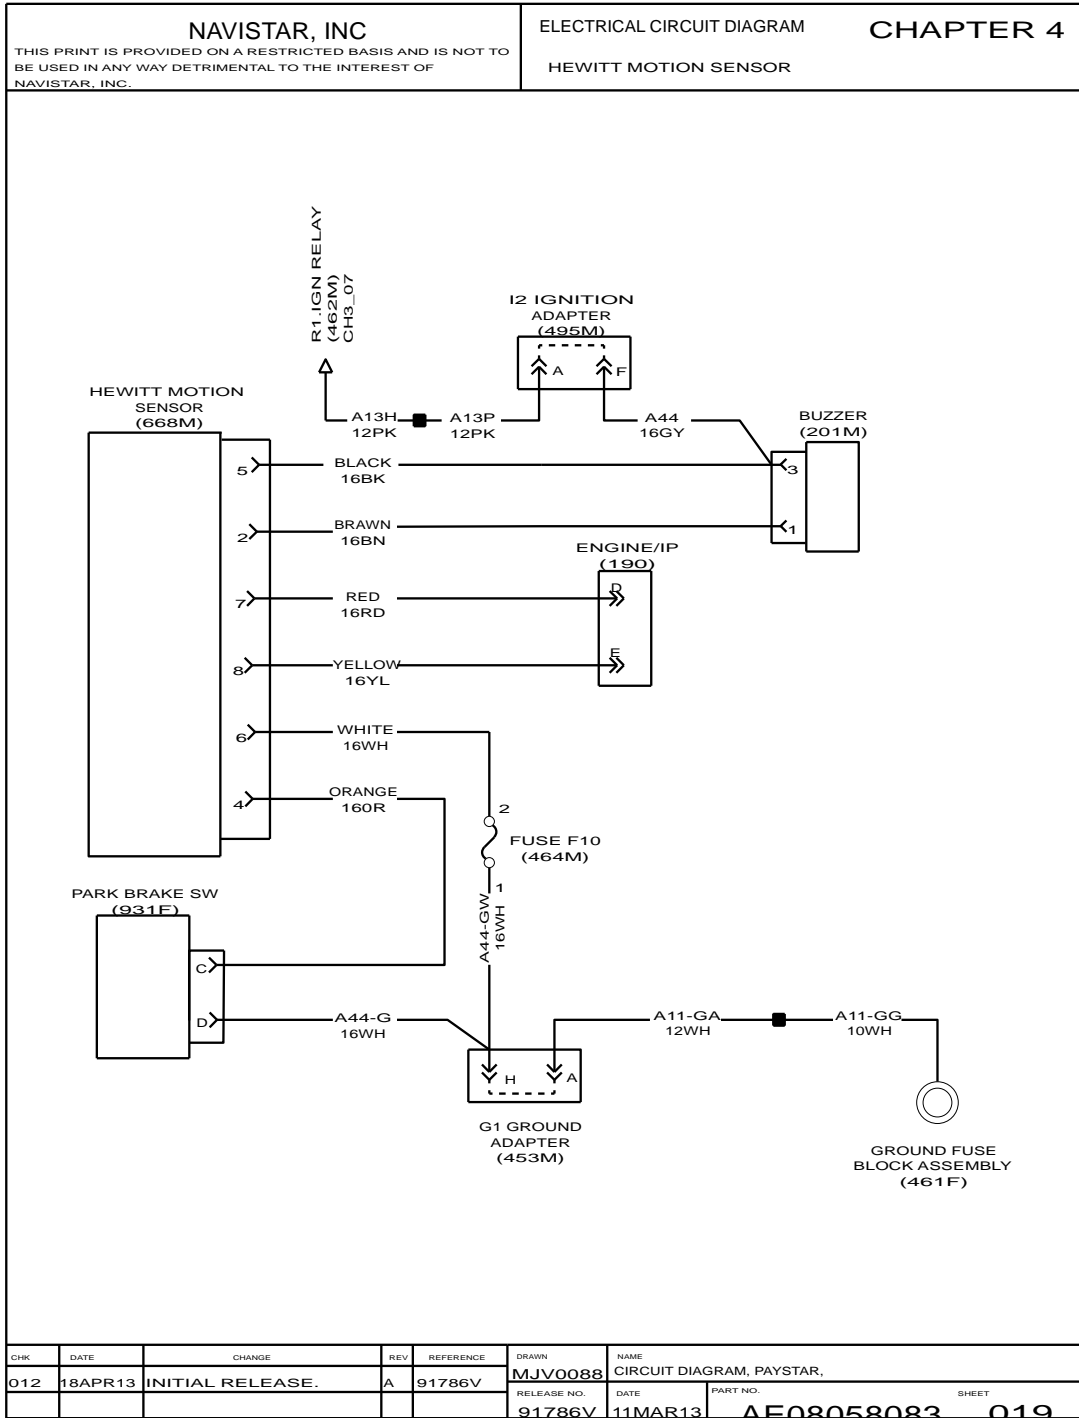 NAVISTAR, INC
THIS PRINT IS PROVIDED ON A RESTRICTED BASIS AND IS NOT TO
BE USED IN ANY WAY DETRIMENTAL TO THE INTEREST OF
NAVISTAR, INC.
ELECTRICAL CIRCUIT DIAGRAM
HEWITT MOTION SENSOR
CHAPTER 4
R1.IGN RELAY
(462M)
CH3_07
I2 IGNITION
ADAPTER
(495M)
A
F
HEWITT MOTION
SENSOR
(668M)
A13H
12PK
A13P
12PK
A44
16GY
BUZZER
(201M)
5
BLACK
16BK
3
2
BRAWN
16BN
1
ENGINE/IP
(190)
7
RED
16RD
D
8
YELLOW
16YL
E
6
WHITE
16WH
4
ORANGE
160R
2
FUSE F10
(464M)
1
A44-GW
16WH
PARK BRAKE SW
(931F)
C
D
A44-G
16WH
A11-GA
12WH
A11-GG
10WH
H
A
G1 GROUND
ADAPTER
(453M)
GROUND FUSE
BLOCK ASSEMBLY
(461F)
CHK DATE CHANGE REV REFERENCE
012 18APR13 INITIAL RELEASE. A 91786V
DRAWN
MJV0088
NAME
CIRCUIT DIAGRAM, PAYSTAR,
RELEASE NO.
91786V
DATE
11MAR13
PART NO.
AE08058083
SHEET
019